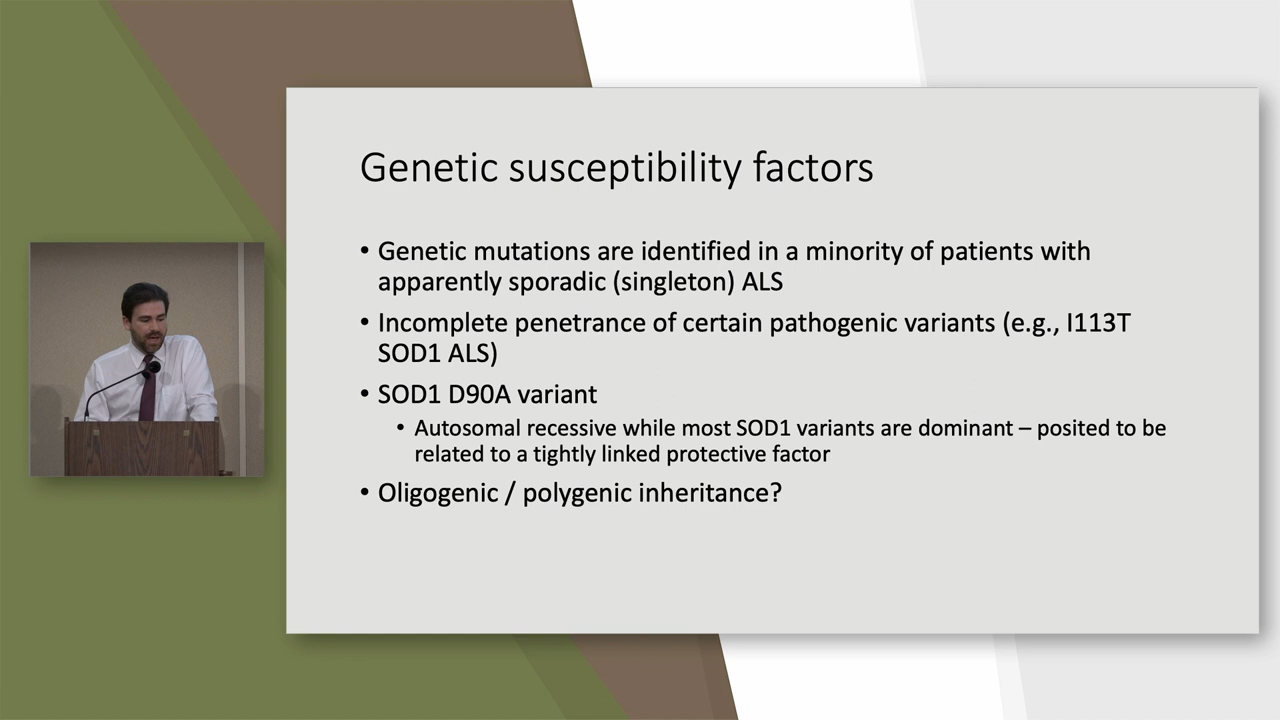 Genetic susceptibility factors
• Genetic mutations are identified in a minority of patients with
apparently sporadic (singleton) ALS
• Incomplete penetrance of certain pathogenic variants (e.g., I113T
SOD1 ALS)
• SOD1 D90A variant
• Autosomal recessive while most SOD1 variants are dominant – posited to be
related to a tightly linked protective factor
• Oligogenic / polygenic inheritance?